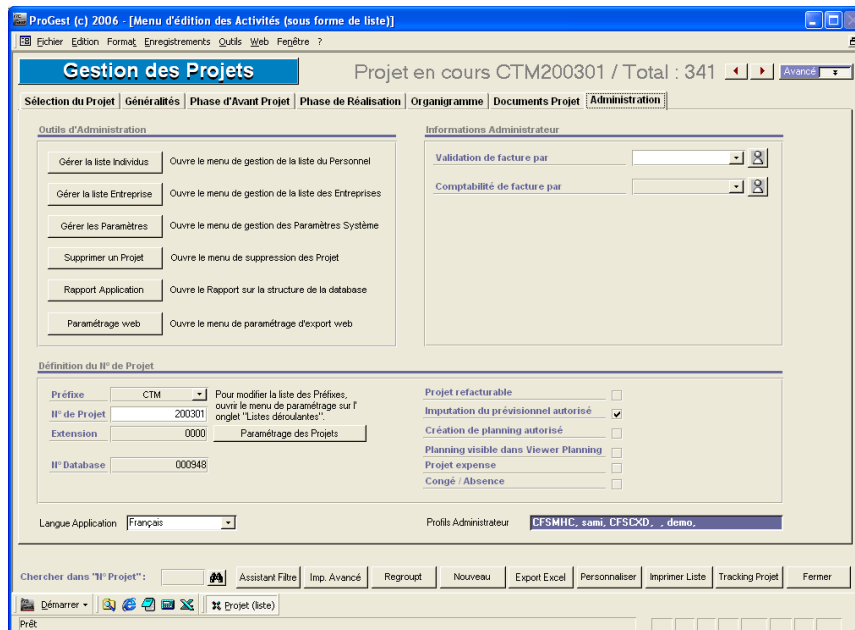 ProGest (c) 2006 - [Menu d'édition des Activités (sous forme de liste)]
Fichier Edition Format Enregistrements Outils Web Fenêtre ?
Gestion des Projets
Projet en cours CTM200301 / Total : 341
Avancé
Sélection du Projet Généralités Phase d'Avant Projet Phase de Réalisation Organigramme Documents Projet Administration
Outils d'Administration
Gérer la liste Individus Ouvre le menu de gestion de la liste du Personnel
Gérer la liste Entreprise Ouvre le menu de gestion de la liste des Entreprises
Gérer les Paramètres Ouvre le menu de gestion des Paramètres Système
Supprimer un Projet Ouvre le menu de suppression des Projet
Rapport Application Ouvre le Rapport sur la structure de la database
Paramétrage web Ouvre le menu de paramétrage d'export web
Informations Administrateur
Validation de facture par
Comptabilité de facture par
Définition du N° de Projet
Préfixe CTM
N° de Projet 200301
Extension 0000
N° Database 000948
Pour modifier la liste des Préfixes,
ouvrir le menu de paramétrage sur l'
onglet "Listes déroulantes".
Paramétrage des Projets
Projet refacturable
Imputation du prévisionnel autorisé
Création de planning autorisé
Planning visible dans Viewer Planning
Projet expense
Congé / Absence
Langue Application Français
Profils Administrateur CFSMHC, sami, CFSCXD, , demo,
Chercher dans "N° Projet" :
Assistant Filtre Imp. Avancé Regroupt Nouveau Export Excel Personnaliser Imprimer Liste Tracking Projet Fermer
Démarrer Projet (liste)
Prêt